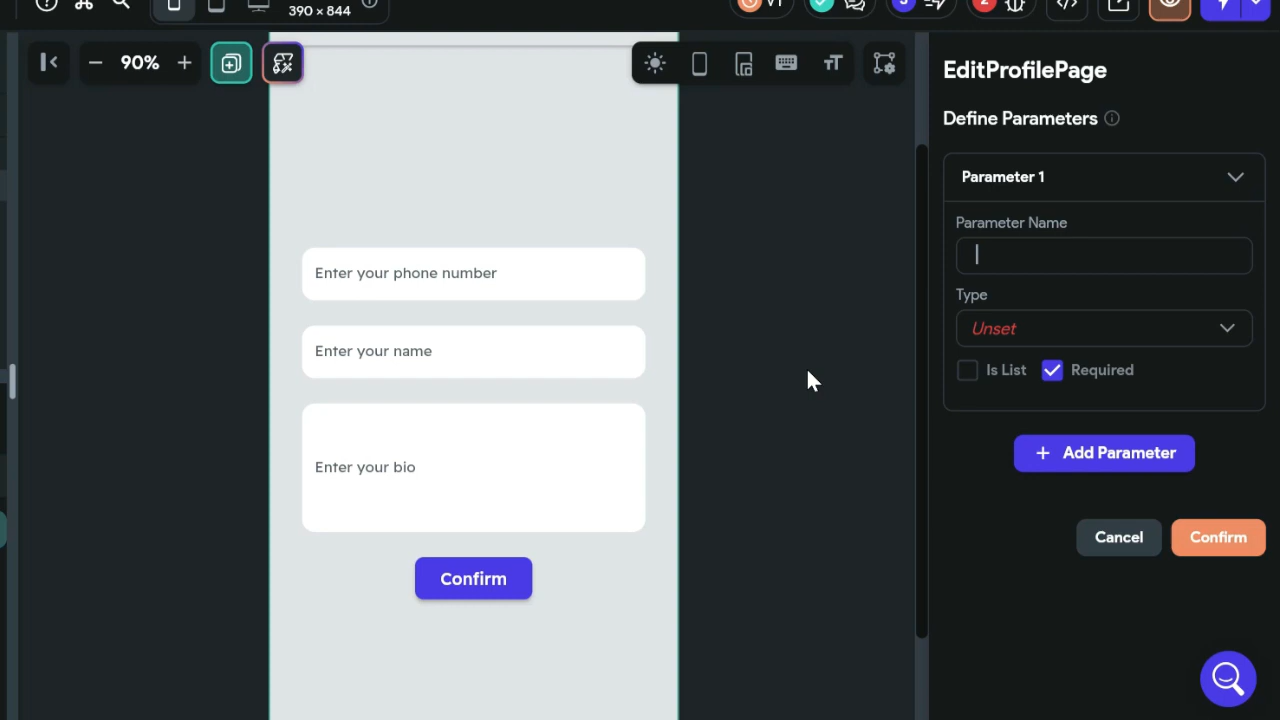 390 × 844
90%
EditProfilePage
Define Parameters
Parameter 1
Parameter Name
Type
Unset
Is List
Required
+ Add Parameter
Cancel
Confirm
Enter your phone number
Enter your name
Enter your bio
Confirm